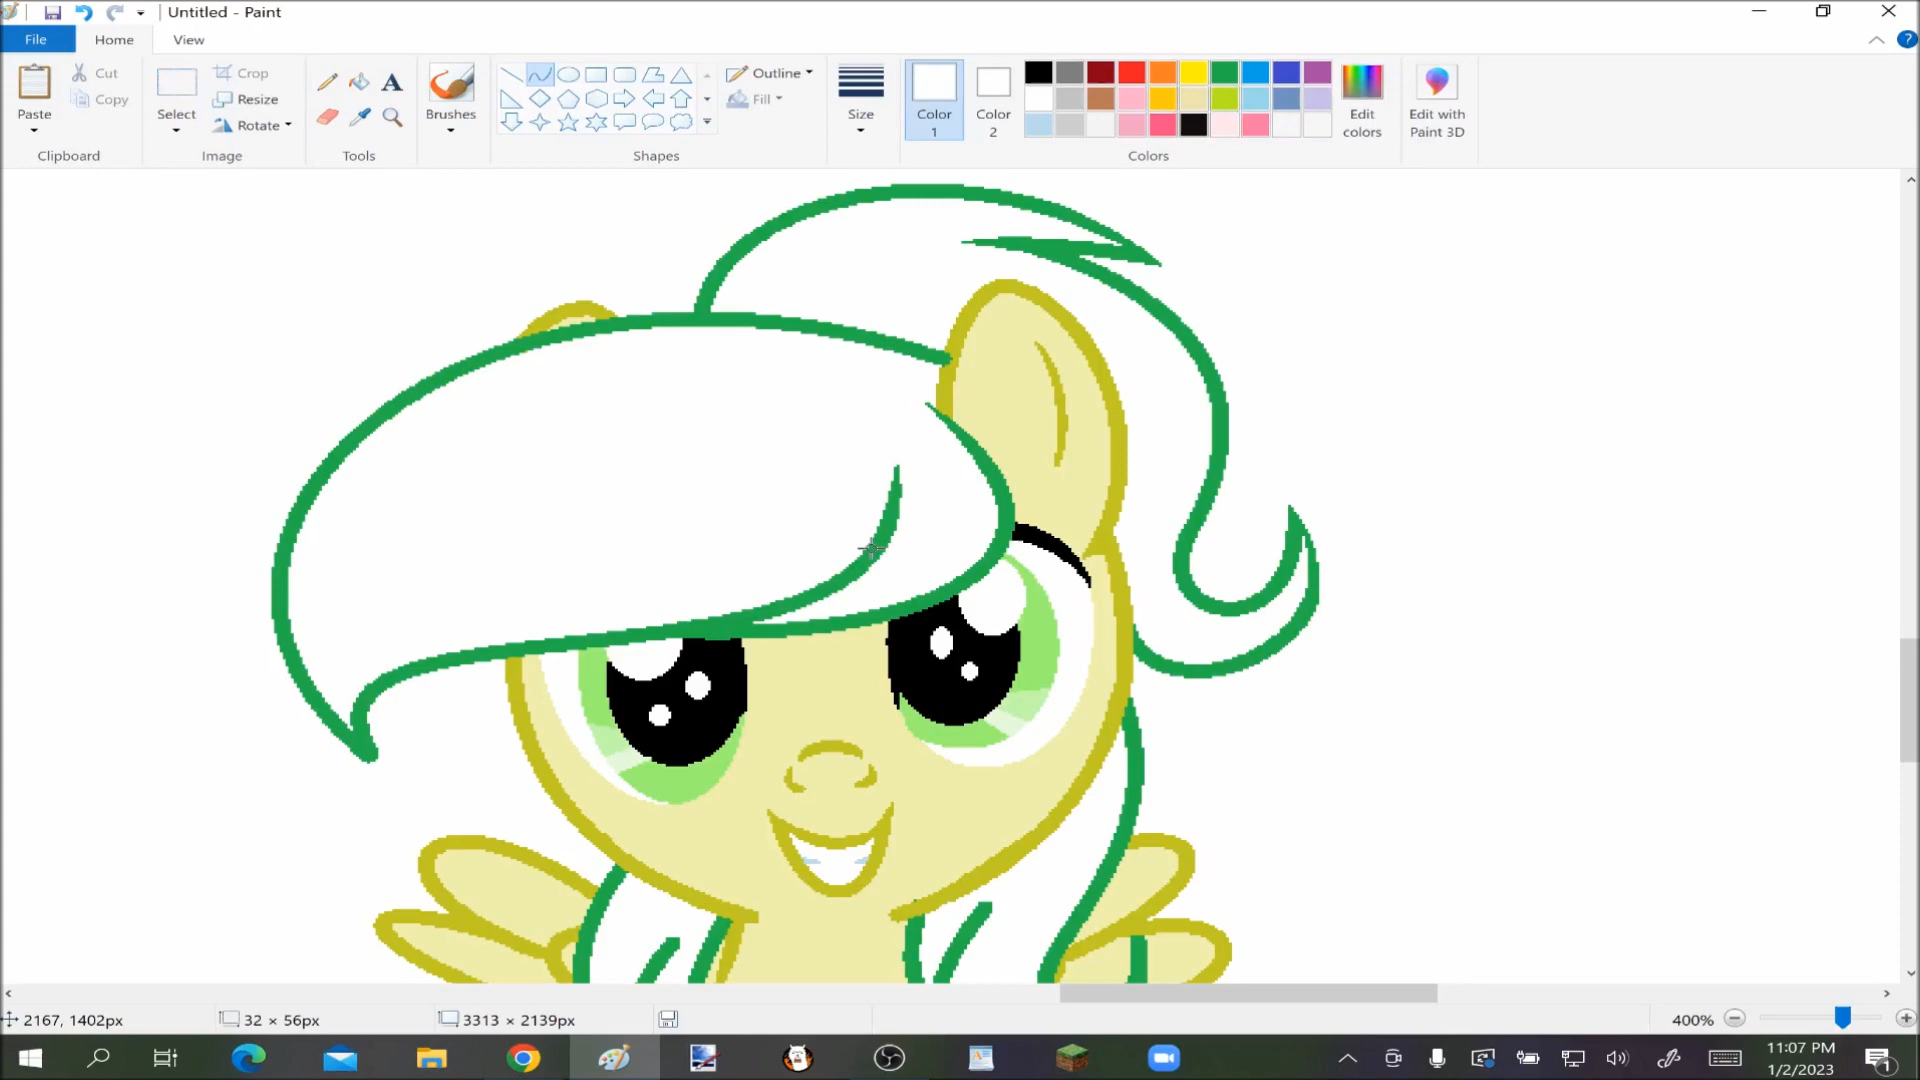 Untitled - Paint
File Home View
Paste
Cut
Copy
Clipboard
Select
Crop
Resize
Rotate
Image
A
Tools
Brushes
Outline
Fill
Shapes
Size
Color 1
Color 2
Edit colors
Edit with Paint 3D
Colors
?
2167, 1402px
32 × 56px
3313 × 2139px
400%
11:07 PM
1/2/2023
1